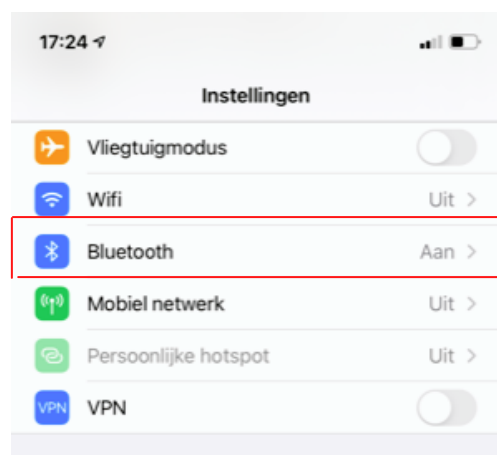 17:24
Instellingen
Vliegtuigmodus
Wifi Uit
Bluetooth Aan
Mobiel netwerk Uit
Persoonlijke hotspot Uit
VPN VPN